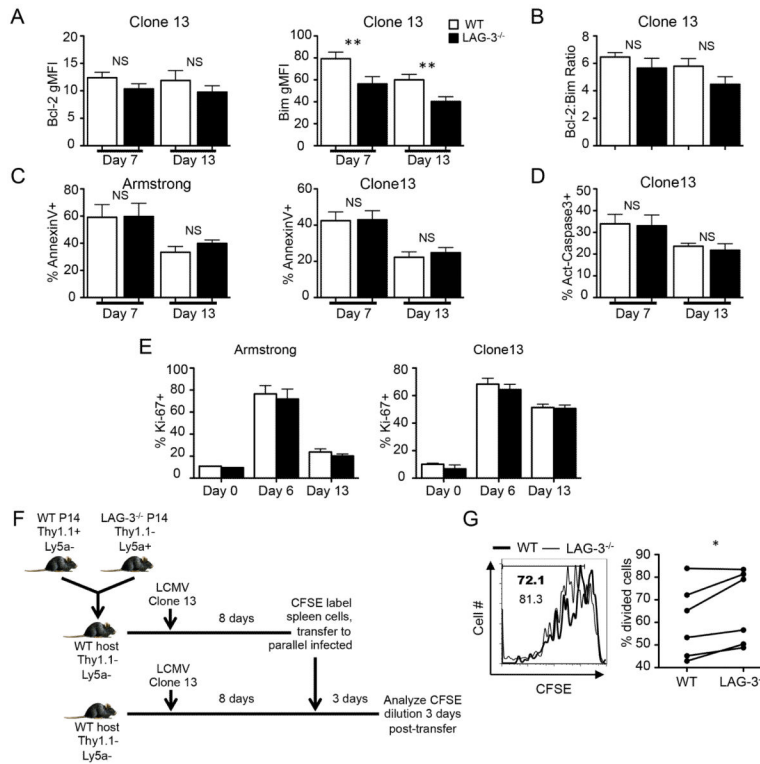 A
Clone 13
Bcl-2 gMFI
20
15
10
5
0
NS
NS
Day 7
Day 13
Clone 13
WT
LAG-3-/-
Bim gMFI
100
80
60
40
20
0
**
**
Day 7
Day 13
B
Clone 13
Bcl-2:Bim Ratio
8
6
4
2
0
NS
NS
C
Armstrong
% AnnexinV+
80
60
40
20
0
NS
NS
Day 7
Day 13
Clone13
% AnnexinV+
60
40
20
0
NS
NS
Day 7
Day 13
D
Clone13
% Act-Caspase3+
50
40
30
20
10
0
NS
NS
Day 7
Day 13
E
Armstrong
% Ki-67+
100
80
60
40
20
0
Day 0
Day 6
Day 13
Clone13
% Ki-67+
80
60
40
20
0
Day 0
Day 6
Day 13
F
WT P14
Thy1.1+
Ly5a-
LAG-3-/- P14
Thy1.1-
Ly5a+
WT host
Thy1.1-
Ly5a-
LCMV
Clone 13
8 days
CFSE label
spleen cells,
transfer to
parallel infected
WT host
Thy1.1-
Ly5a-
LCMV
Clone 13
8 days
3 days
Analyze CFSE
dilution 3 days
post-transfer
G
WT
LAG-3-/-
72.1
81.3
Cell #
CFSE
% divided cells
90
80
70
60
50
40
*
WT
LAG-3-